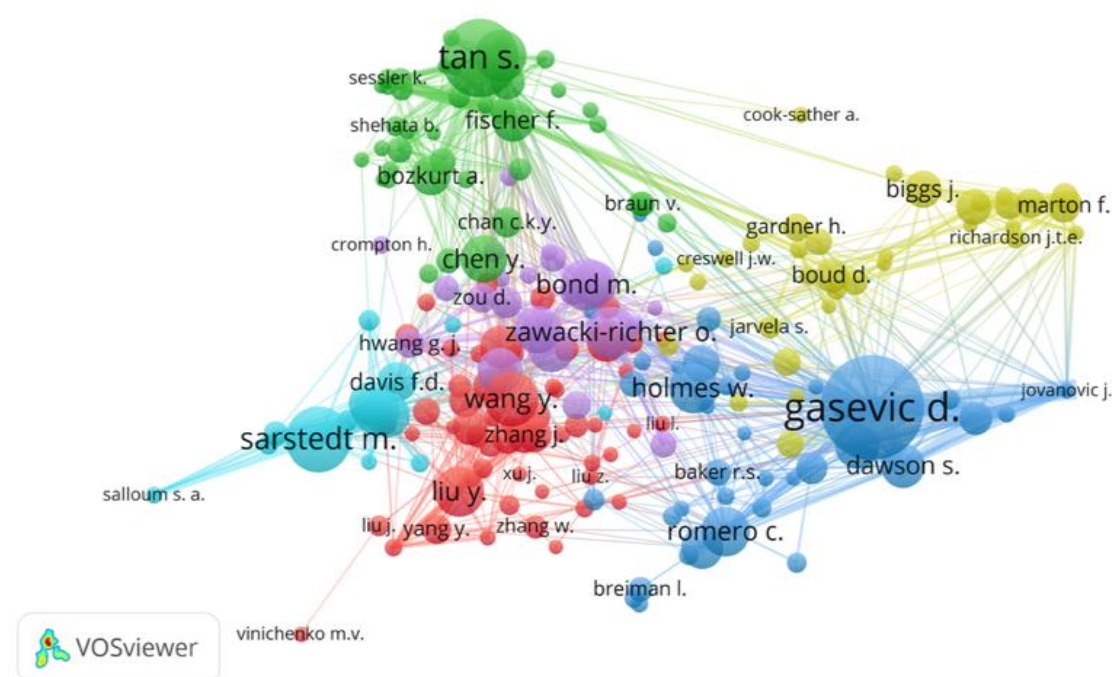 tan s.
sessler k.
cook-sather a.
shehata b.
fischer f.
bozkurt a.
biggs j.
marton f.
braun v.
chan c.k.y.
gardner h.
richardson j.t.e.
crompton h.
chen y.
creswell j.w.
boud d.
bond m.
zou d.
zawacki-richter o.
jarvela s.
hwang g. j.
davis f.d.
holmes w.
jovanovic j.
wang y.
gasevic d.
liu l.
sarstedt m.
zhang j.
dawson s.
xu j.
liu z.
baker r.s.
salloum s. a.
liu y.
liu j.
yang y.
zhang w.
romero c.
breiman l.
vinichenko m.v.
VOSviewer